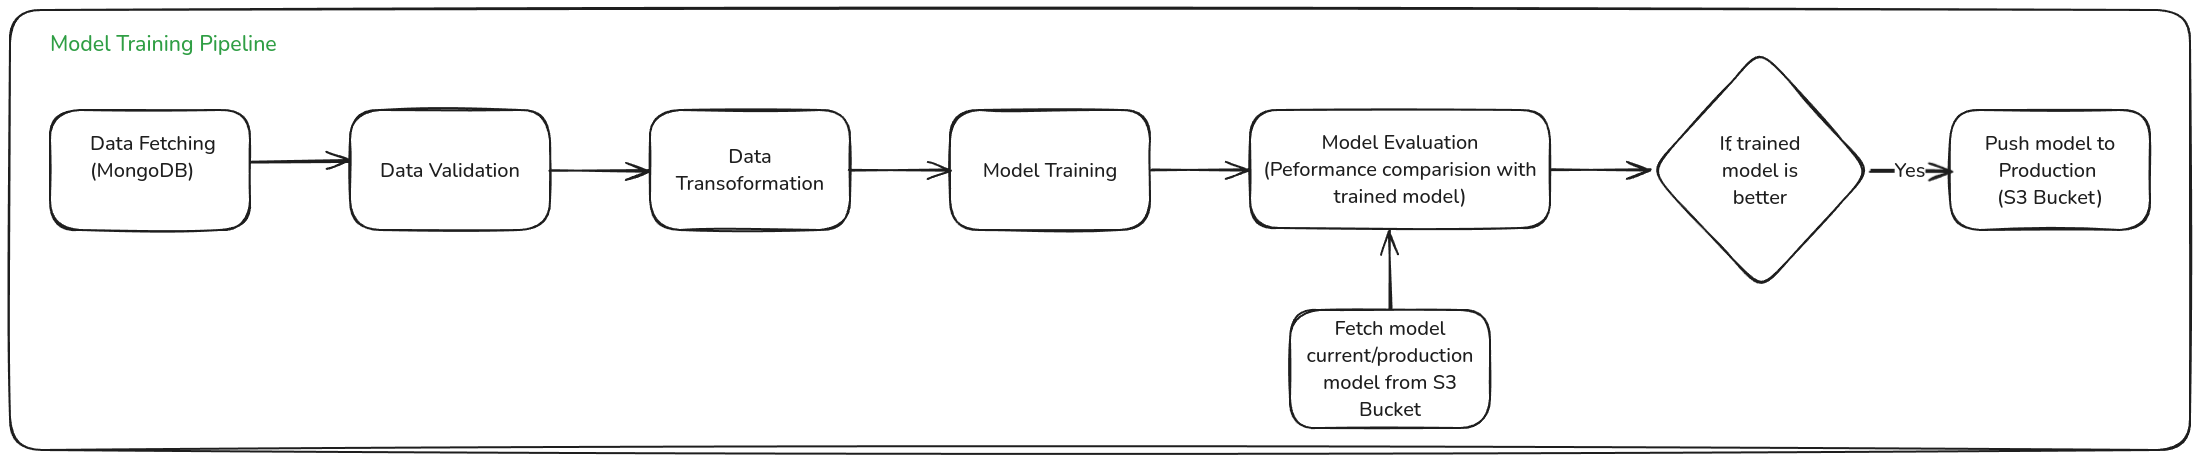 Model Training Pipeline
Data Fetching
(MongoDB)
Data Validation
Data
Transoformation
Model Training
Model Evaluation
(Peformance comparision with
trained model)
If trained
model is
better
Yes
Push model to
Production
(S3 Bucket)
Fetch model
current/production
model from S3
Bucket